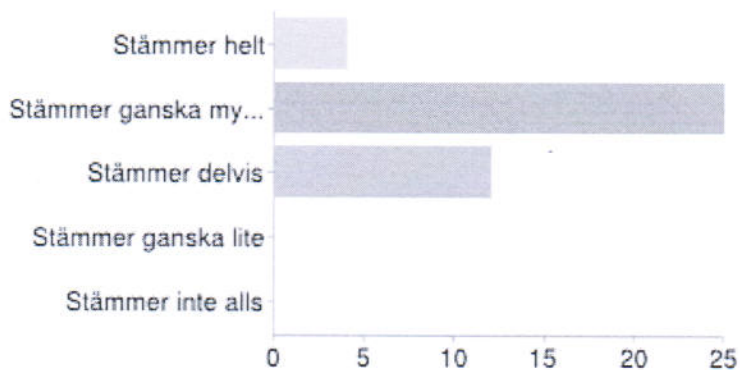 Stämmer helt
Stämmer ganska my...
Stämmer delvis
Stämmer ganska lite
Stämmer inte alls
0 5 10 15 20 25